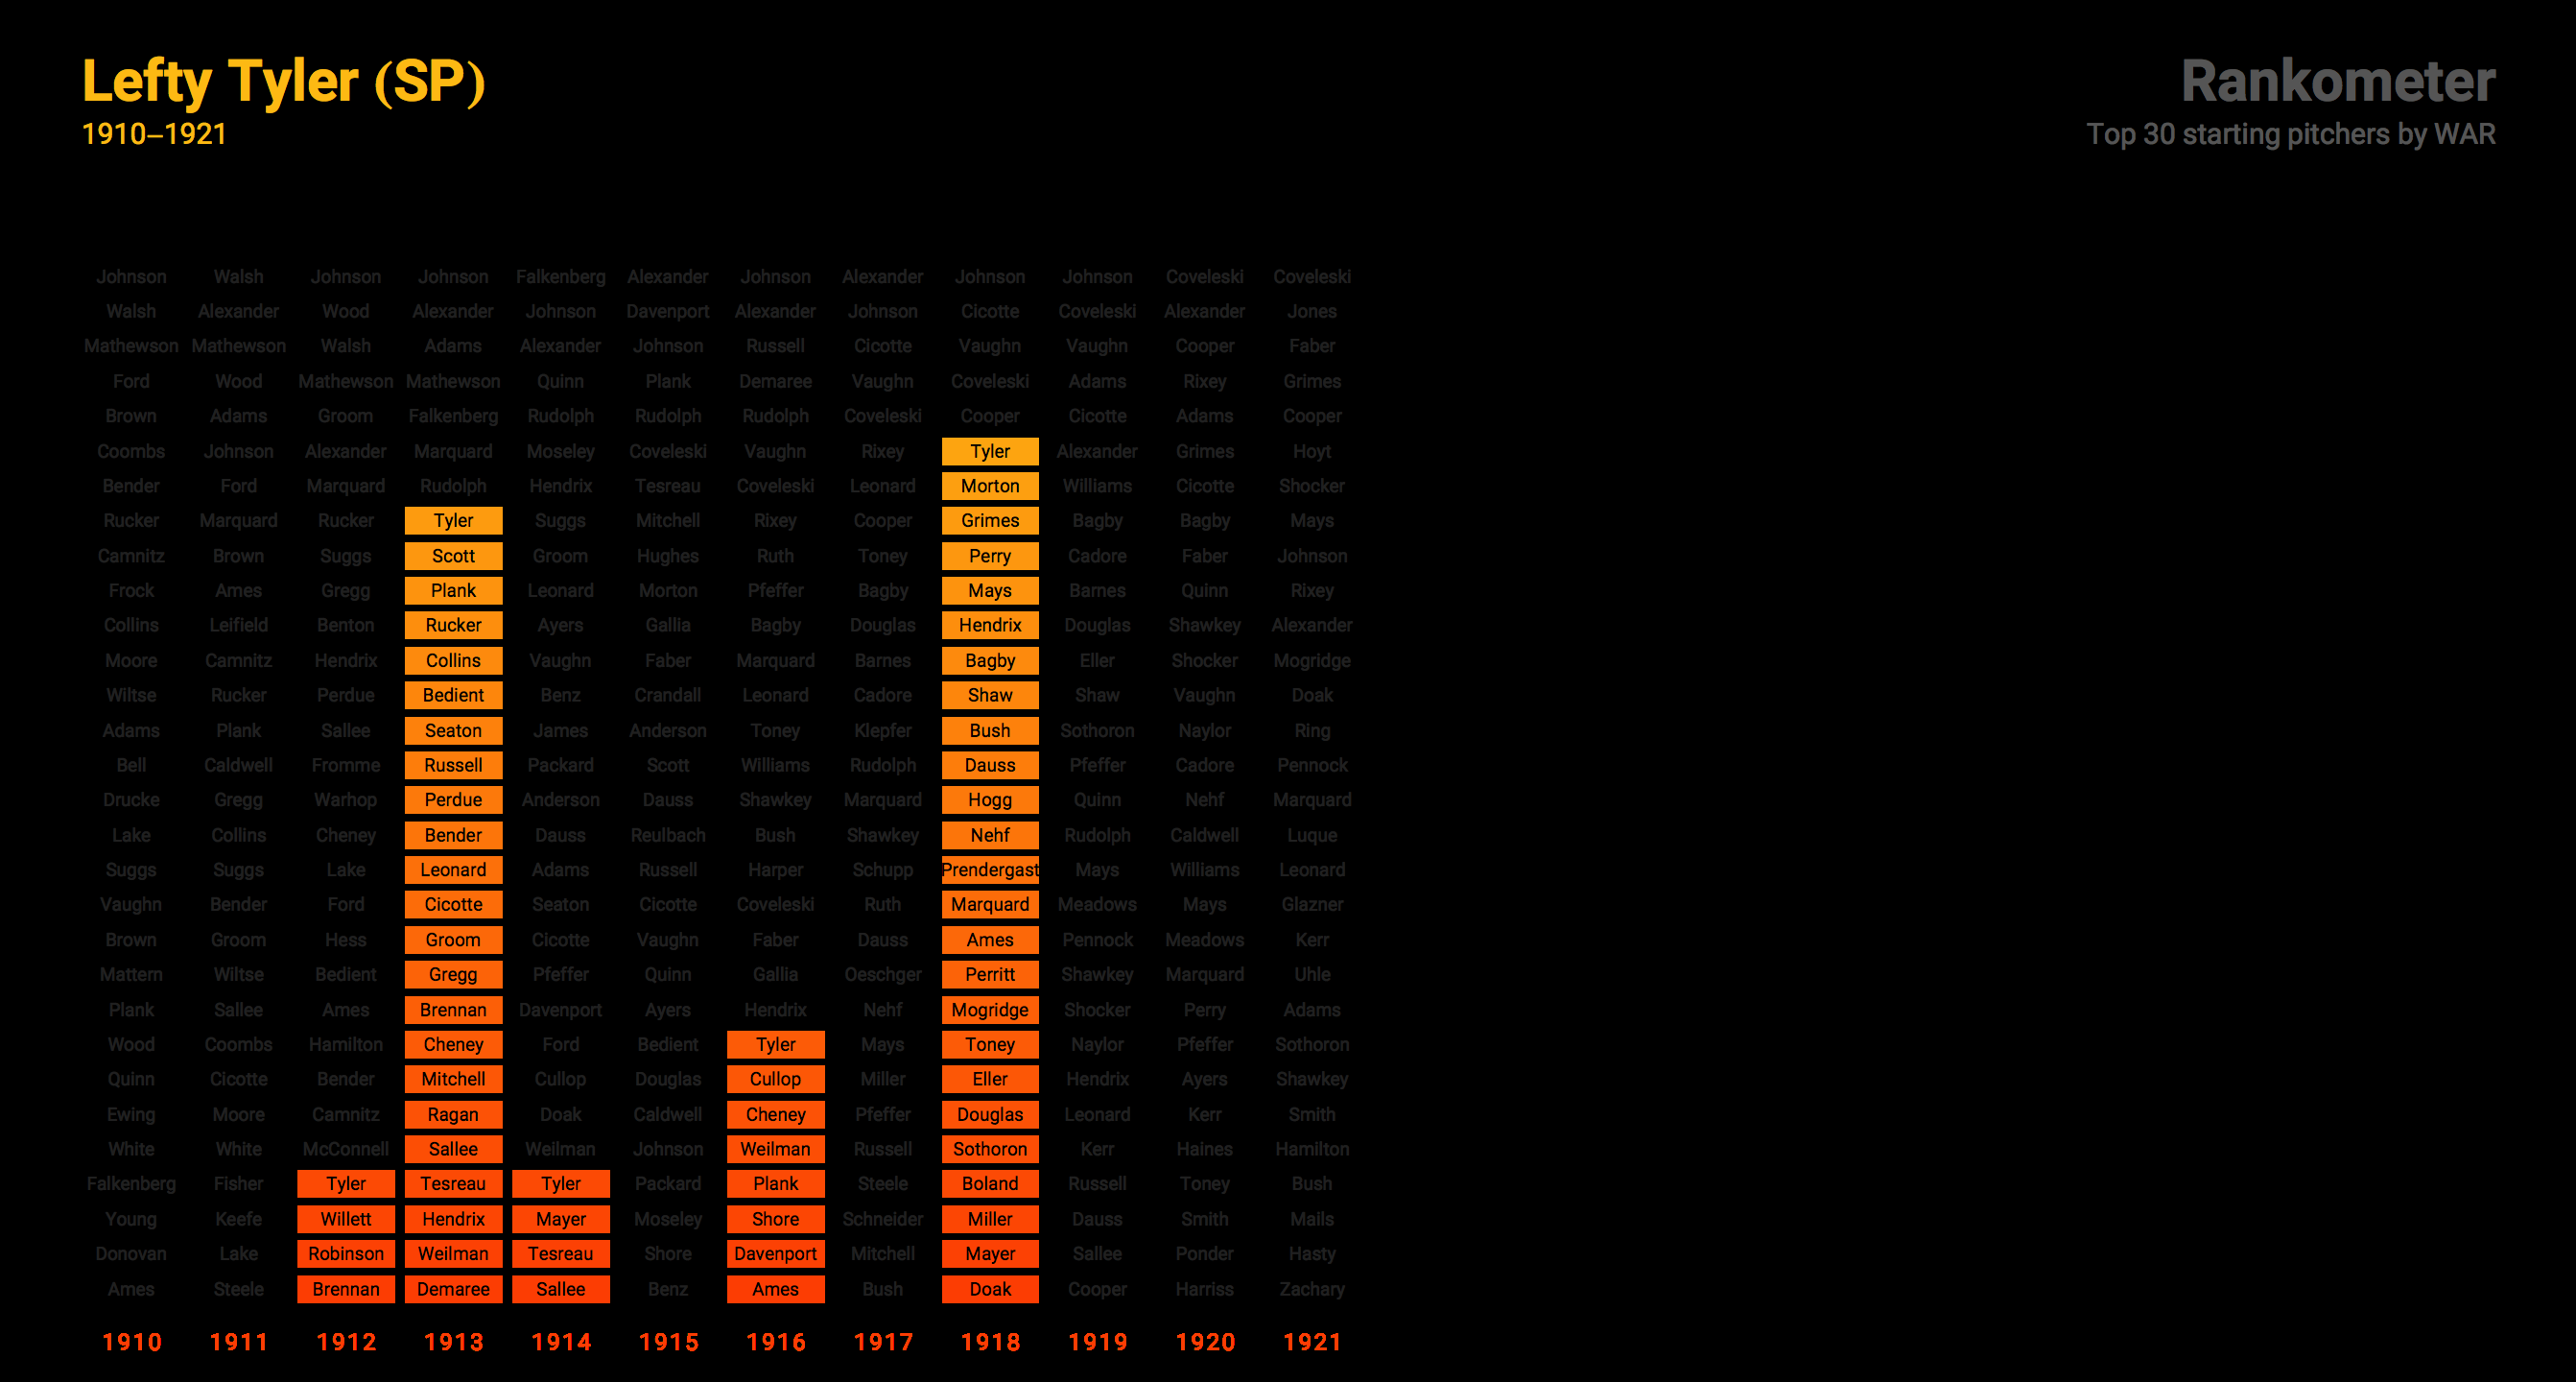 Lefty Tyler (SP)
1910–1921
Rankometer
Top 30 starting pitchers by WAR
Johnson Walsh Johnson Johnson Falkenberg Alexander Johnson Alexander Johnson Johnson Coveleski Coveleski
Walsh Alexander Wood Alexander Johnson Davenport Alexander Johnson Cicotte Coveleski Alexander Jones
Mathewson Mathewson Walsh Adams Alexander Johnson Russell Cicotte Vaughn Vaughn Cooper Faber
Ford Wood Mathewson Mathewson Quinn Plank Demaree Vaughn Coveleski Adams Rixey Grimes
Brown Adams Groom Falkenberg Rudolph Rudolph Rudolph Coveleski Cooper Cicotte Adams Cooper
Coombs Johnson Alexander Marquard Moseley Coveleski Vaughn Rixey Tyler Alexander Grimes Hoyt
Bender Ford Marquard Rudolph Hendrix Tesreau Coveleski Leonard Morton Williams Cicotte Shocker
Rucker Marquard Rucker Tyler Suggs Mitchell Rixey Cooper Grimes Bagby Bagby Mays
Camnitz Brown Suggs Scott Groom Hughes Ruth Toney Perry Cadore Faber Johnson
Frock Ames Gregg Plank Leonard Morton Pfeffer Bagby Mays Barnes Quinn Rixey
Collins Leifield Benton Rucker Ayers Gallia Bagby Douglas Hendrix Douglas Shawkey Alexander
Moore Camnitz Hendrix Collins Vaughn Faber Marquard Barnes Bagby Eller Shocker Mogridge
Wiltse Rucker Perdue Bedient Benz Crandall Leonard Cadore Shaw Shaw Vaughn Doak
Adams Plank Sallee Seaton James Anderson Toney Klepfer Bush Sothoron Naylor Ring
Bell Caldwell Fromme Russell Packard Scott Williams Rudolph Dauss Pfeffer Cadore Pennock
Drucke Gregg Warhop Perdue Anderson Dauss Shawkey Marquard Hogg Quinn Nehf Marquard
Lake Collins Cheney Bender Dauss Reulbach Bush Shawkey Nehf Rudolph Caldwell Luque
Suggs Suggs Lake Leonard Adams Russell Harper Schupp Prendergast Mays Williams Leonard
Vaughn Bender Ford Cicotte Seaton Cicotte Coveleski Ruth Marquard Meadows Mays Glazner
Brown Groom Hess Groom Cicotte Vaughn Faber Dauss Ames Pennock Meadows Kerr
Mattern Wiltse Bedient Gregg Pfeffer Quinn Gallia Oeschger Perritt Shawkey Marquard Uhle
Plank Sallee Ames Brennan Davenport Ayers Hendrix Nehf Mogridge Shocker Perry Adams
Wood Coombs Hamilton Cheney Ford Bedient Tyler Mays Toney Naylor Pfeffer Sothoron
Quinn Cicotte Bender Mitchell Cullop Douglas Cullop Miller Eller Hendrix Ayers Shawkey
Ewing Moore Camnitz Ragan Doak Caldwell Cheney Pfeffer Douglas Leonard Kerr Smith
White White McConnell Sallee Weilman Johnson Weilman Russell Sothoron Kerr Haines Hamilton
Falkenberg Fisher Tyler Tesreau Tyler Packard Plank Steele Boland Russell Toney Bush
Young Keefe Willett Hendrix Mayer Moseley Shore Schneider Miller Dauss Smith Mails
Donovan Lake Robinson Weilman Tesreau Shore Davenport Mitchell Mayer Sallee Ponder Hasty
Ames Steele Brennan Demaree Sallee Benz Ames Bush Doak Cooper Harriss Zachary
1910 1911 1912 1913 1914 1915 1916 1917 1918 1919 1920 1921